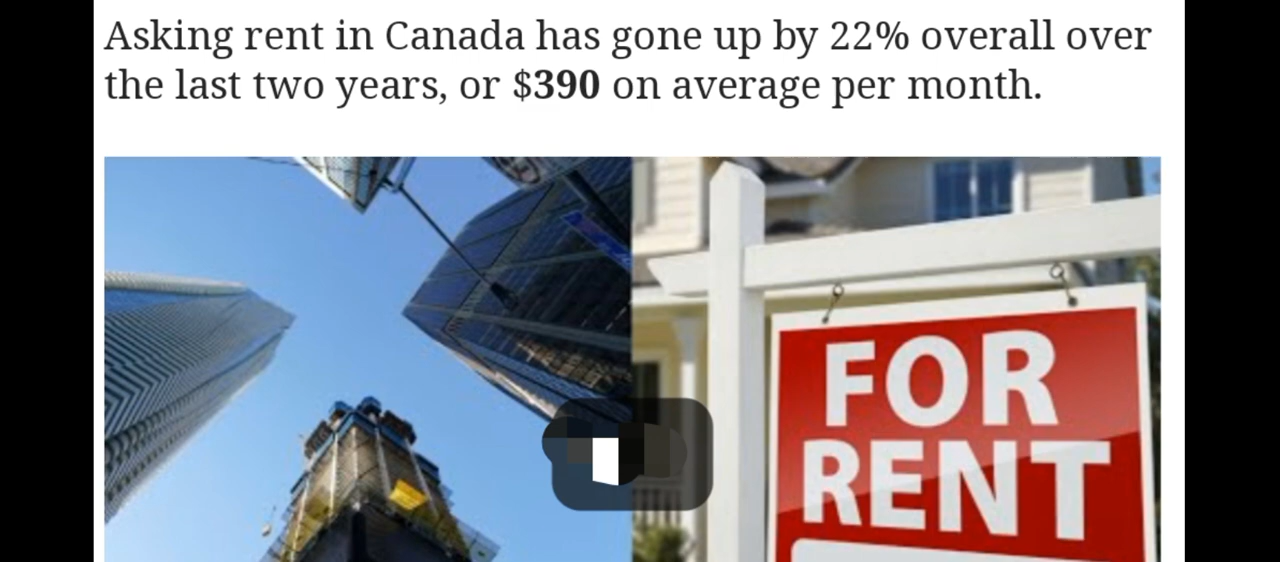 Asking rent in Canada has gone up by 22% overall over
the last two years, or $390 on average per month.
FOR
RENT